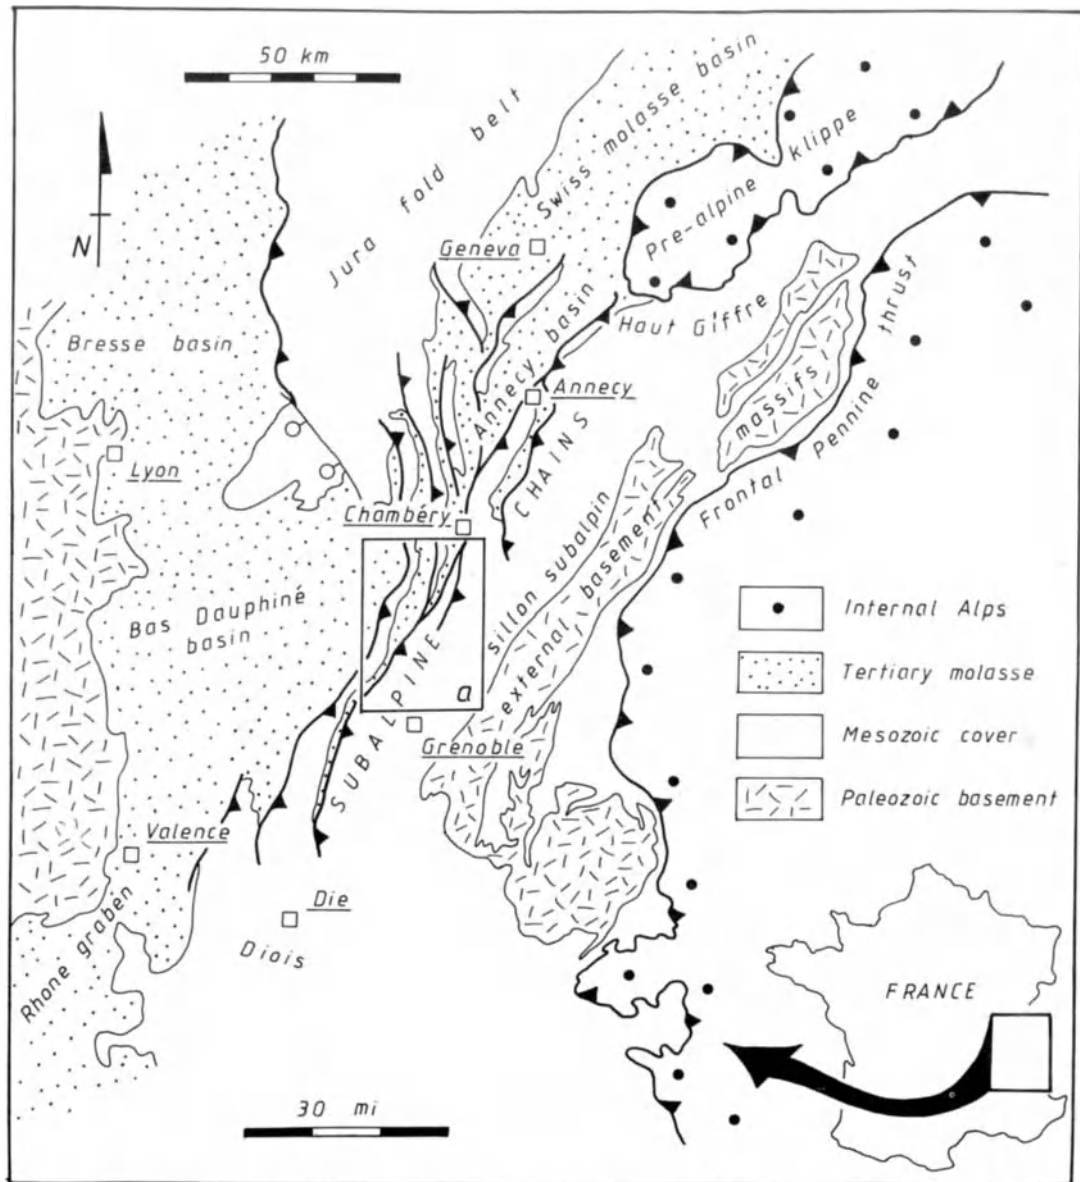 50 km
N
Jura fold belt
Swiss molasse basin
Pre-alpine klippe
Geneva
Haut Giffre
Bresse basin
Annecy basin
Annecy
massifs
Frontal Pennine thrust
Lyon
CHAINS
Chambéry
sillon subalpin
external basement
Bas Dauphiné
basin
SUBALPINE
a
Grenoble
Internal Alps
Tertiary molasse
Mesozoic cover
Paleozoic basement
Valence
Die
Diois
Rhone graben
FRANCE
30 mi